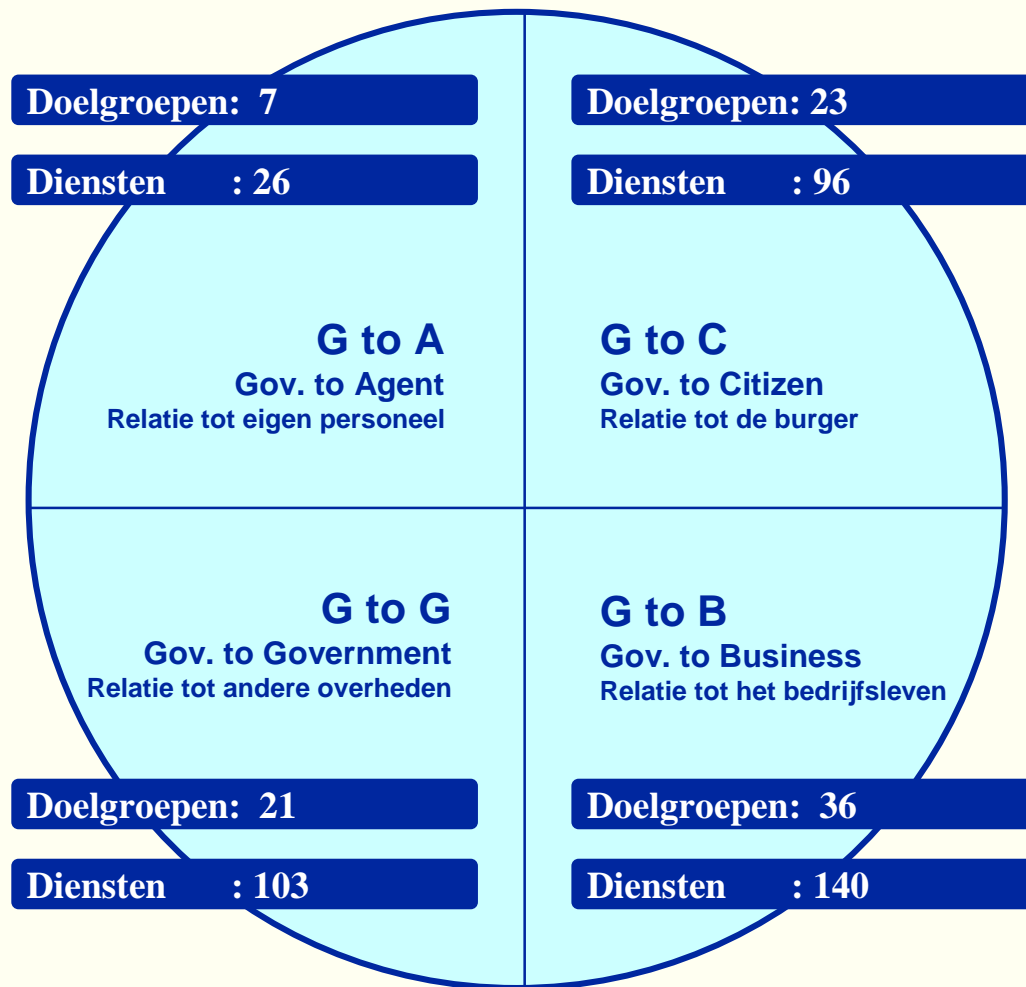 Doelgroepen: 7
Diensten : 26
G to A
Gov. to Agent
Relatie tot eigen personeel
Doelgroepen: 23
Diensten : 96
G to C
Gov. to Citizen
Relatie tot de burger
G to G
Gov. to Government
Relatie tot andere overheden
Doelgroepen: 21
Diensten : 103
G to B
Gov. to Business
Relatie tot het bedrijfsleven
Doelgroepen: 36
Diensten : 140